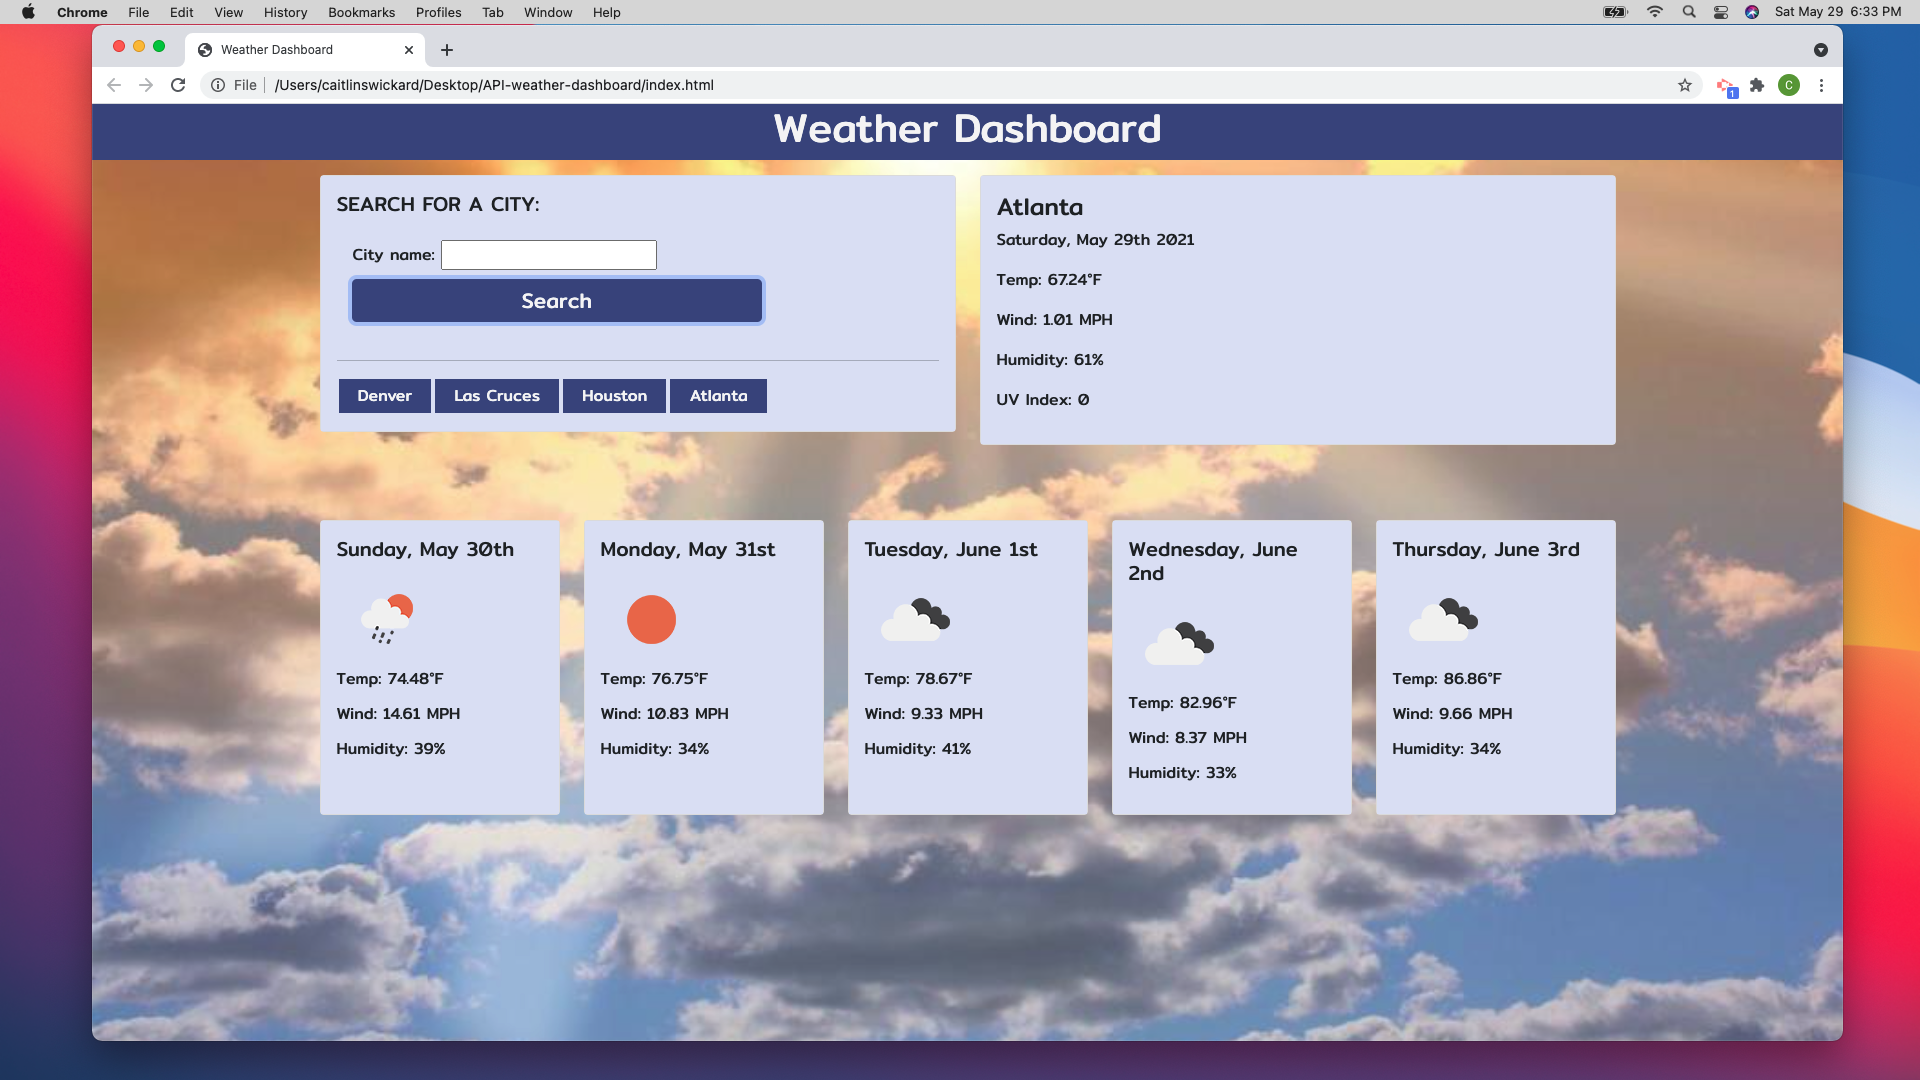 Chrome File Edit View History Bookmarks Profiles Tab Window Help Sat May 29 6:33 PM
Weather Dashboard
File /Users/caitlinswickard/Desktop/API-weather-dashboard/index.html 1 C
Weather Dashboard
SEARCH FOR A CITY:
City name:
Search
Denver Las Cruces Houston Atlanta
Atlanta
Saturday, May 29th 2021
Temp: 67.24°F
Wind: 1.01 MPH
Humidity: 61%
UV Index: 0
Sunday, May 30th
Temp: 74.48°F
Wind: 14.61 MPH
Humidity: 39%
Monday, May 31st
Temp: 76.75°F
Wind: 10.83 MPH
Humidity: 34%
Tuesday, June 1st
Temp: 78.67°F
Wind: 9.33 MPH
Humidity: 41%
Wednesday, June
2nd
Temp: 82.96°F
Wind: 8.37 MPH
Humidity: 33%
Thursday, June 3rd
Temp: 86.86°F
Wind: 9.66 MPH
Humidity: 34%